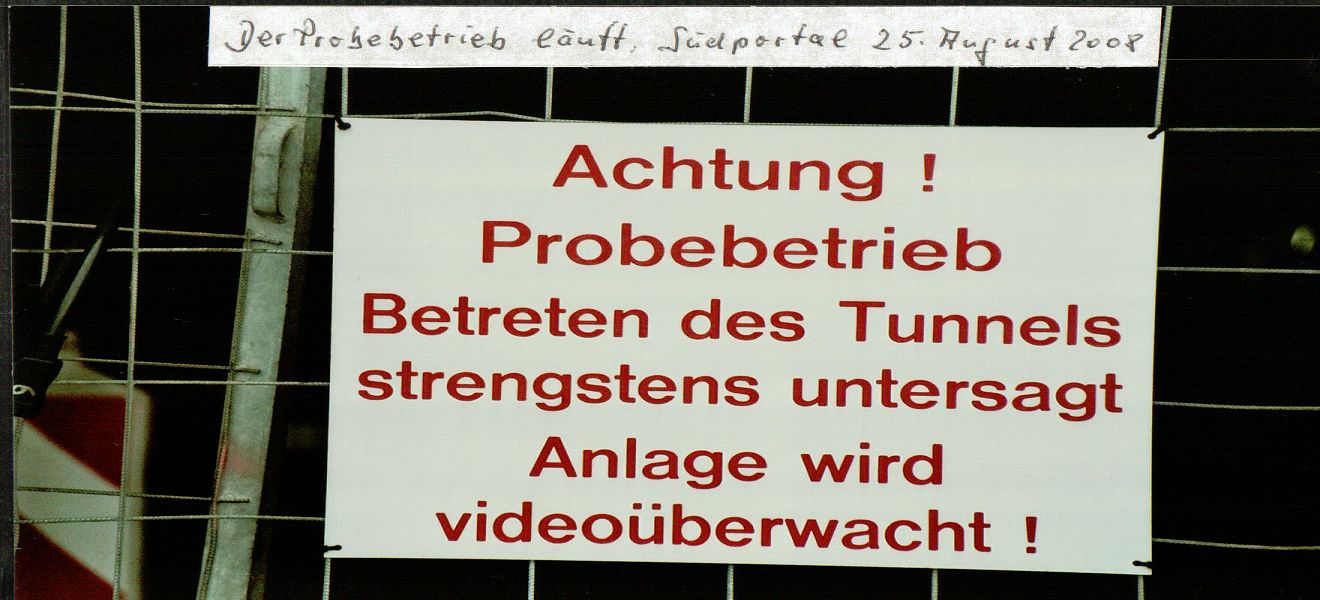 Der Probebetrieb läuft. Südportal 25. August 2008
Achtung !
Probebetrieb
Betreten des Tunnels
strengstens untersagt
Anlage wird
videoüberwacht !